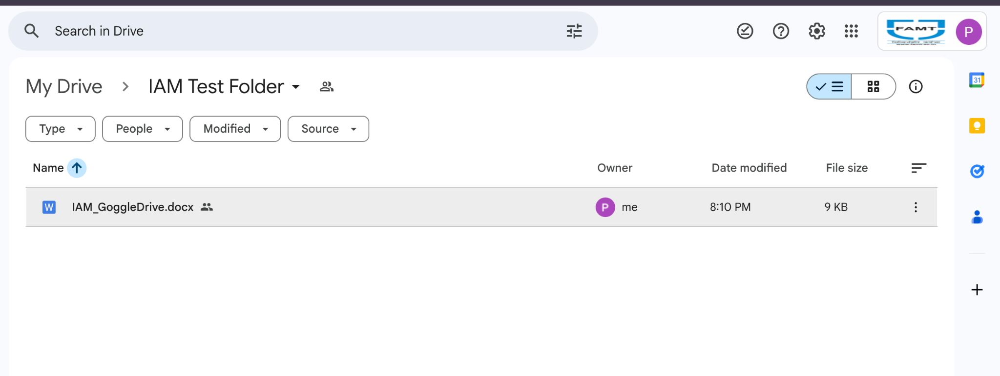 Search in Drive
FAMT
P
My Drive > IAM Test Folder
31
Type People Modified Source
Name Owner Date modified File size
W IAM_GoggleDrive.docx P me 8:10 PM 9 KB